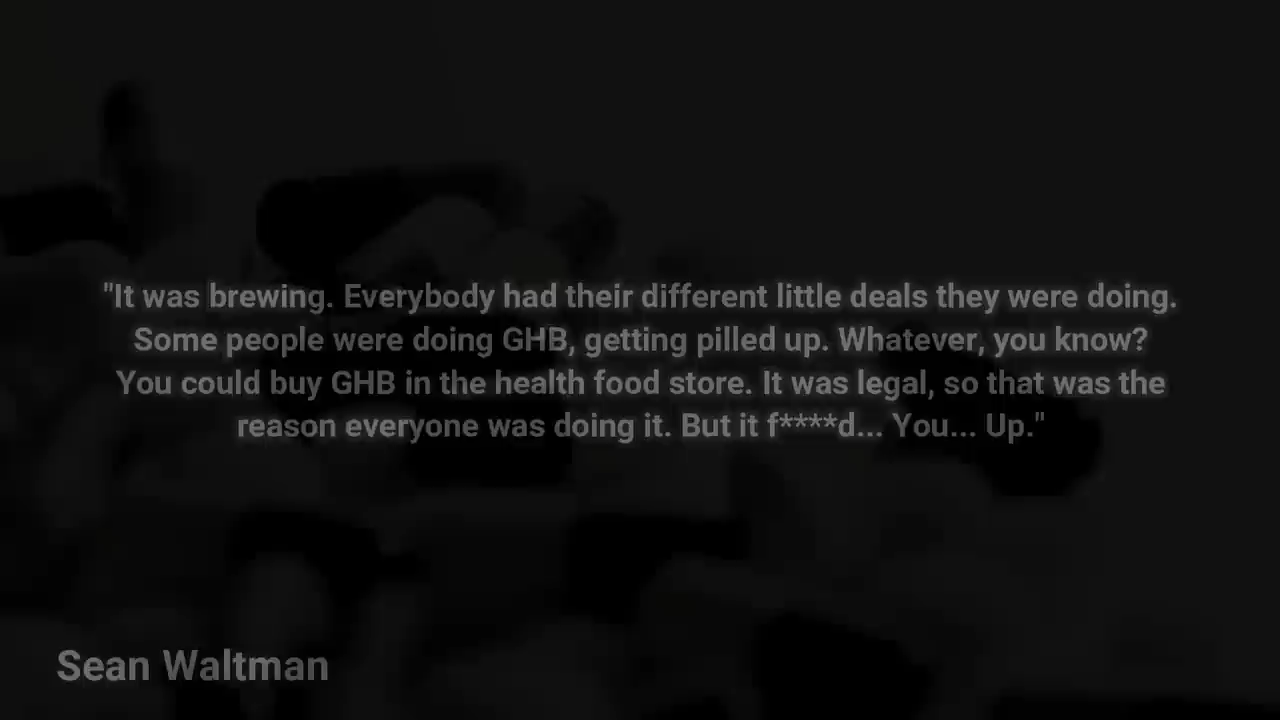 "It was brewing. Everybody had their different little deals they were doing.
Some people were doing GHB, getting pilled up. Whatever, you know?
You could buy GHB in the health food store. It was legal, so that was the
reason everyone was doing it. But it f****d... You... Up."
Sean Waltman